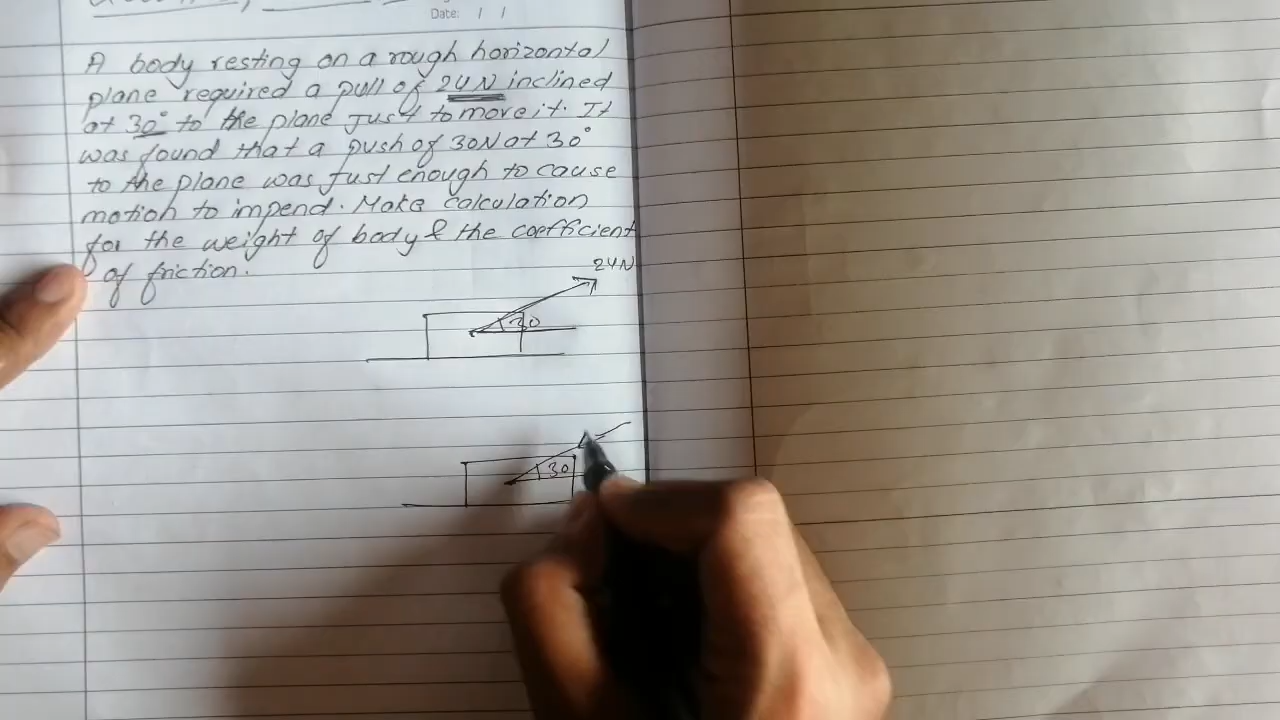 Date: / /
A body resting on a rough horizontal
plane required a pull of 24N inclined
at 30° to the plane Just to move it. It
was found that a push of 30N at 30°
to the plane was just enough to cause
motion to impend. Make calculation
for the weight of body & the coefficient
of friction.
24N
30
30